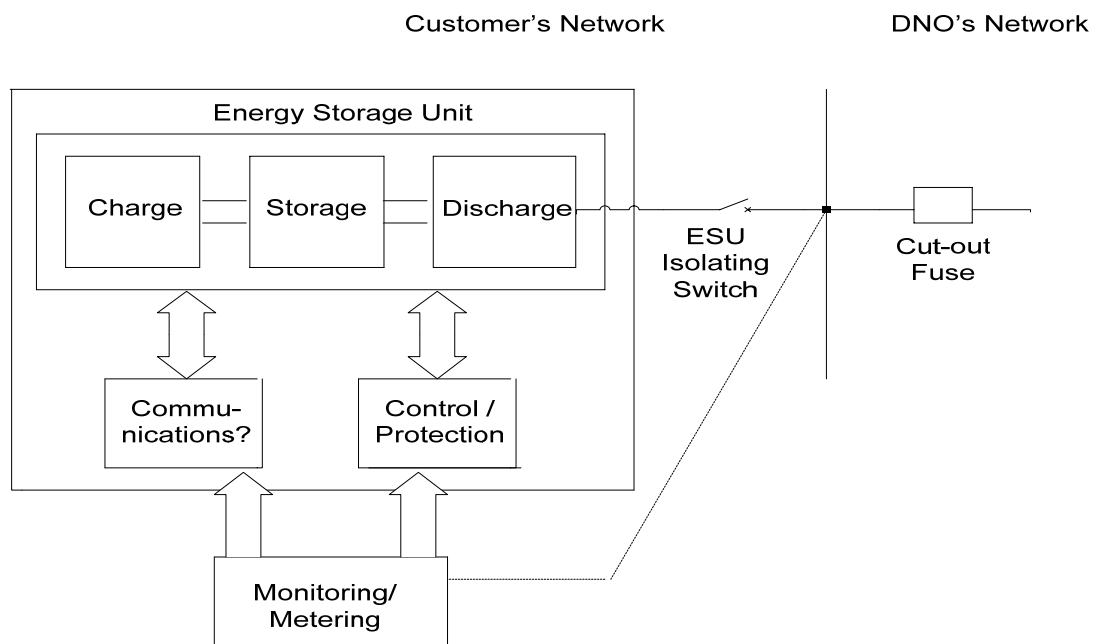 Customer's Network
DNO's Network
Energy Storage Unit
Charge
Storage
Discharge
ESU
Isolating
Switch
Cut-out
Fuse
Commu-
nications?
Control /
Protection
Monitoring/
Metering